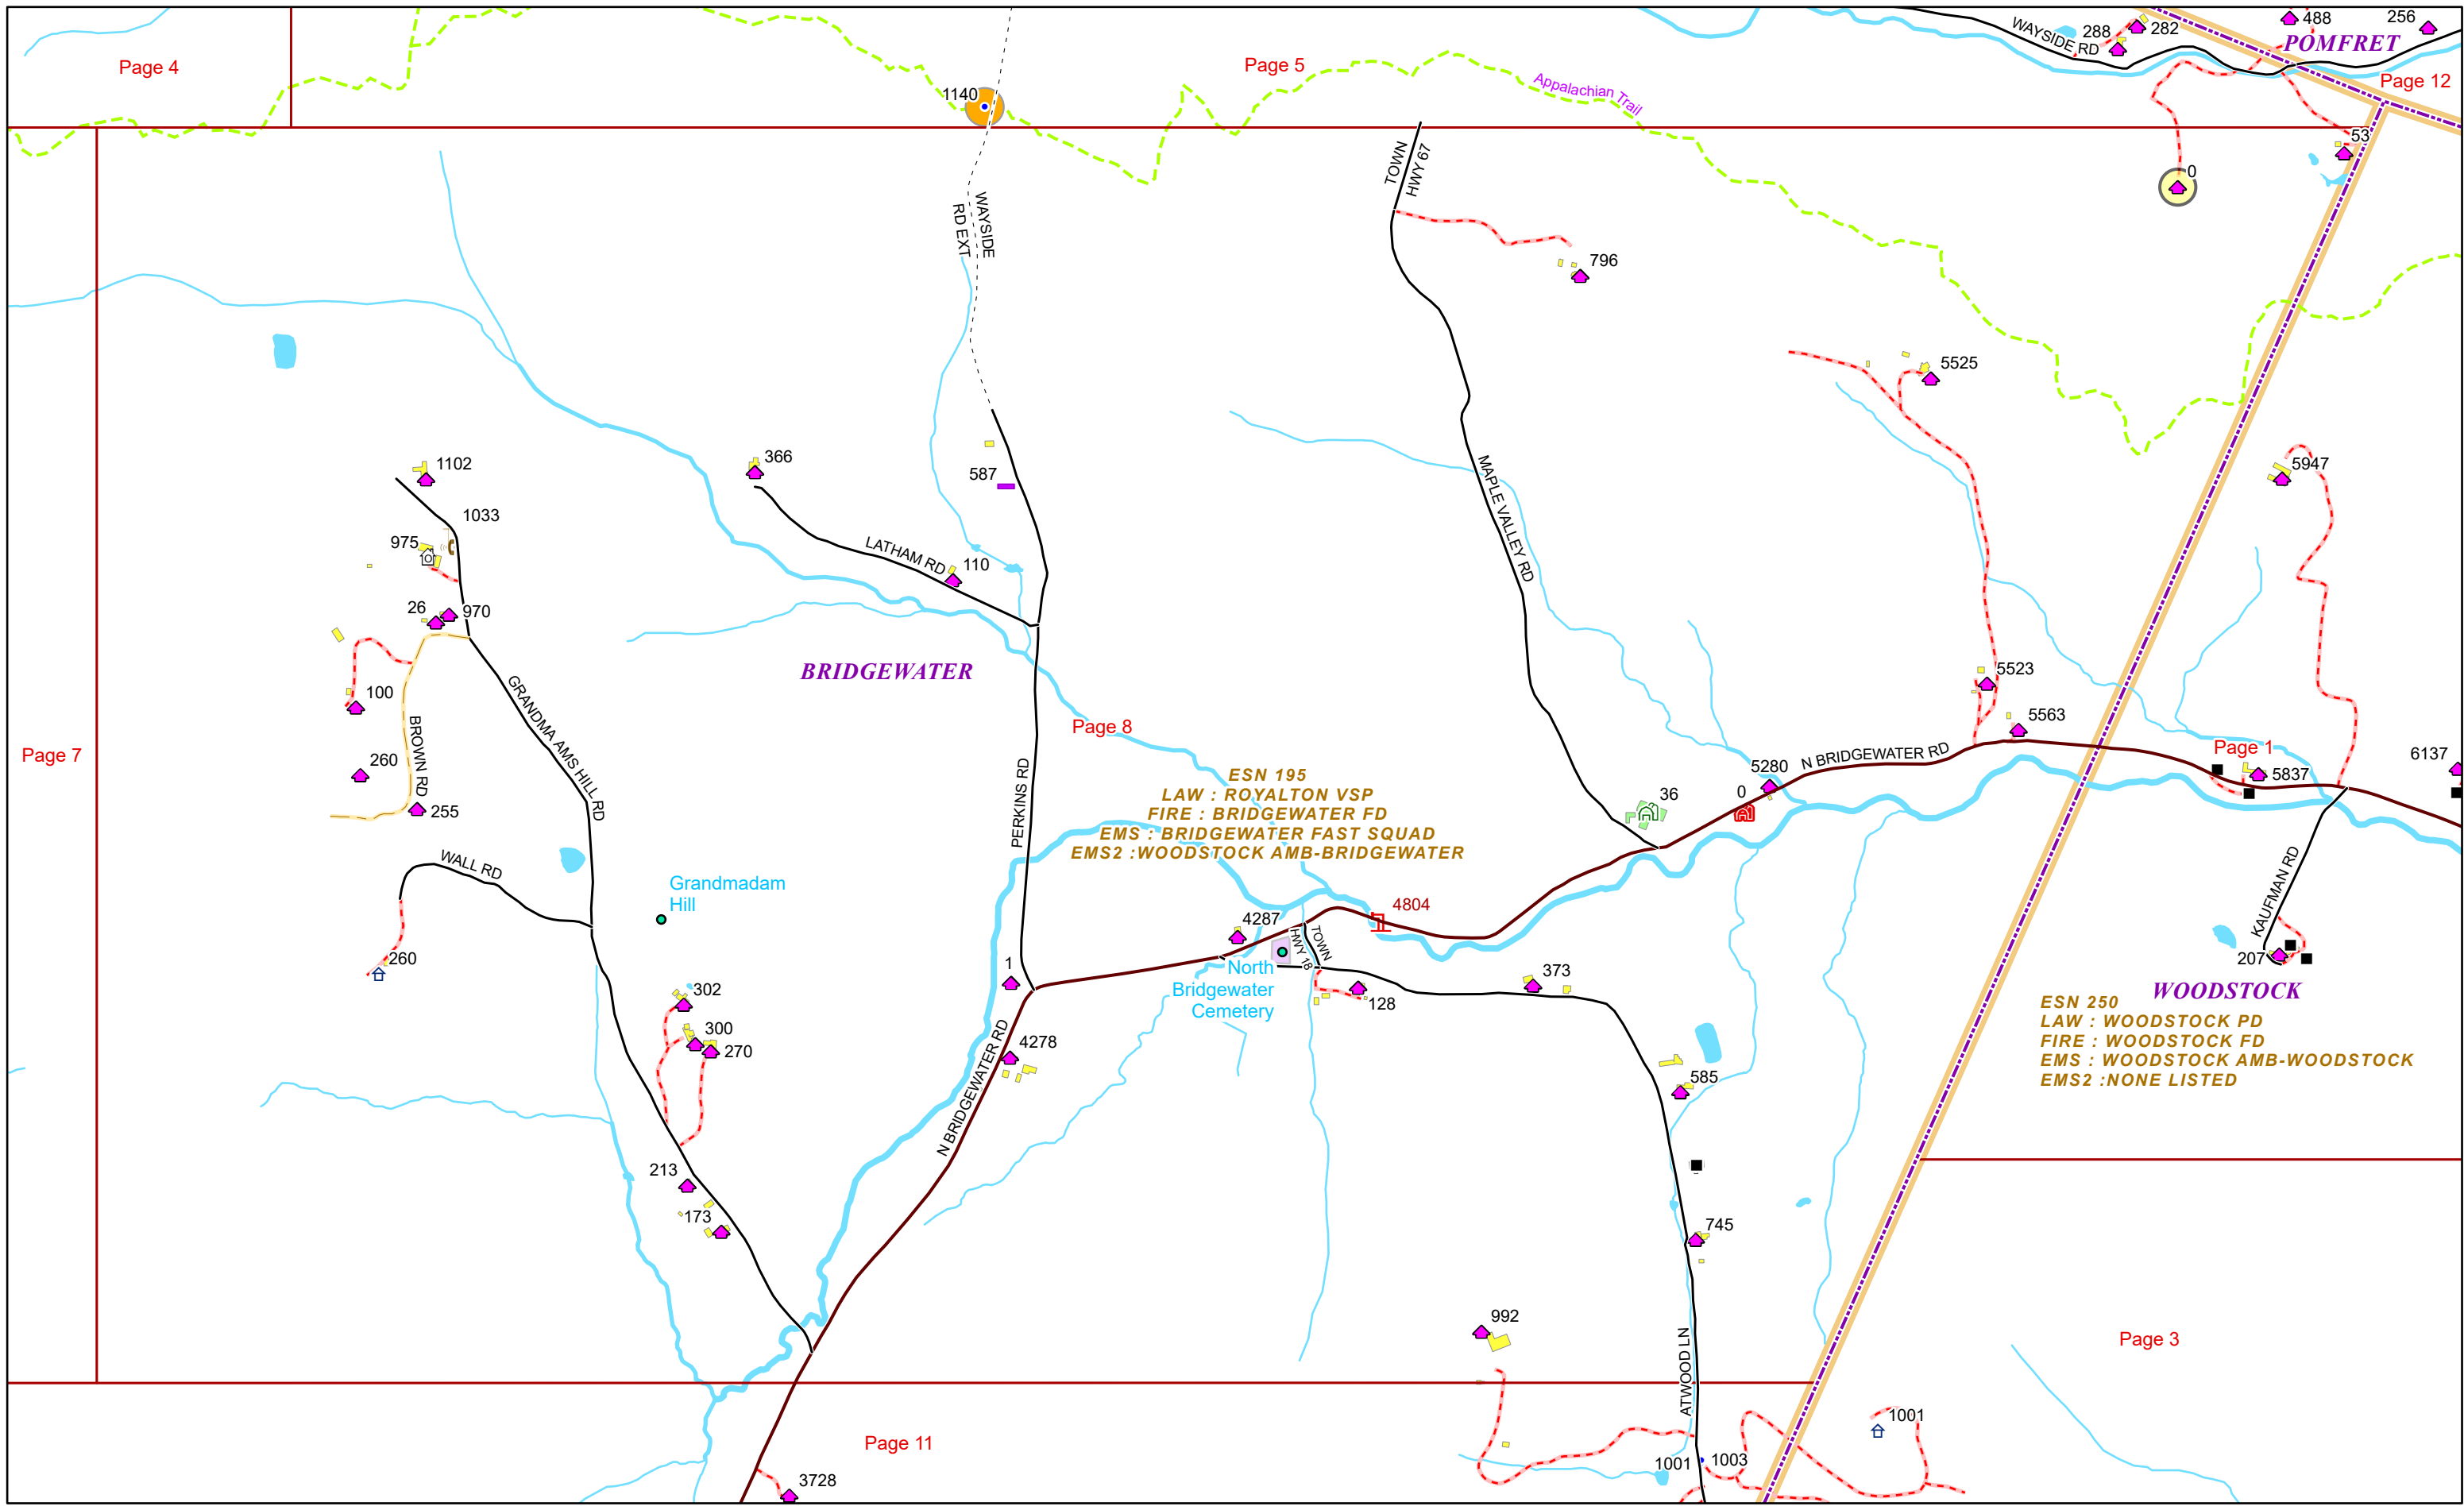 Page 4
Page 5
WAYSIDE RD
288
282
488
256
POMFRET
Page 12
1140
Appalachian Trail
53
0
TOWN
HWY 67
WAYSIDE
RD EXT
796
5525
1102
366
587
5947
1033
975
LATHAM RD
110
MAPLE VALLEY RD
26
970
BRIDGEWATER
GRANDMA AMS HILL RD
100
BROWN RD
260
255
Page 7
Page 8
PERKINS RD
5523
5563
N BRIDGEWATER RD
Page 1
5837
6137
5280
0
36
ESN 195
LAW : ROYALTON VSP
FIRE : BRIDGEWATER FD
EMS : BRIDGEWATER FAST SQUAD
EMS2 :WOODSTOCK AMB-BRIDGEWATER
WALL RD
Grandmadam
Hill
260
4287
4804
TOWN
HWY 18
KAUFMAN RD
207
1
North
Bridgewater
Cemetery
128
373
302
300
270
4278
N BRIDGEWATER RD
WOODSTOCK
ESN 250
LAW : WOODSTOCK PD
FIRE : WOODSTOCK FD
EMS : WOODSTOCK AMB-WOODSTOCK
EMS2 :NONE LISTED
585
213
173
745
992
ATWOOD LN
Page 3
Page 11
3728
1001
1003
1001